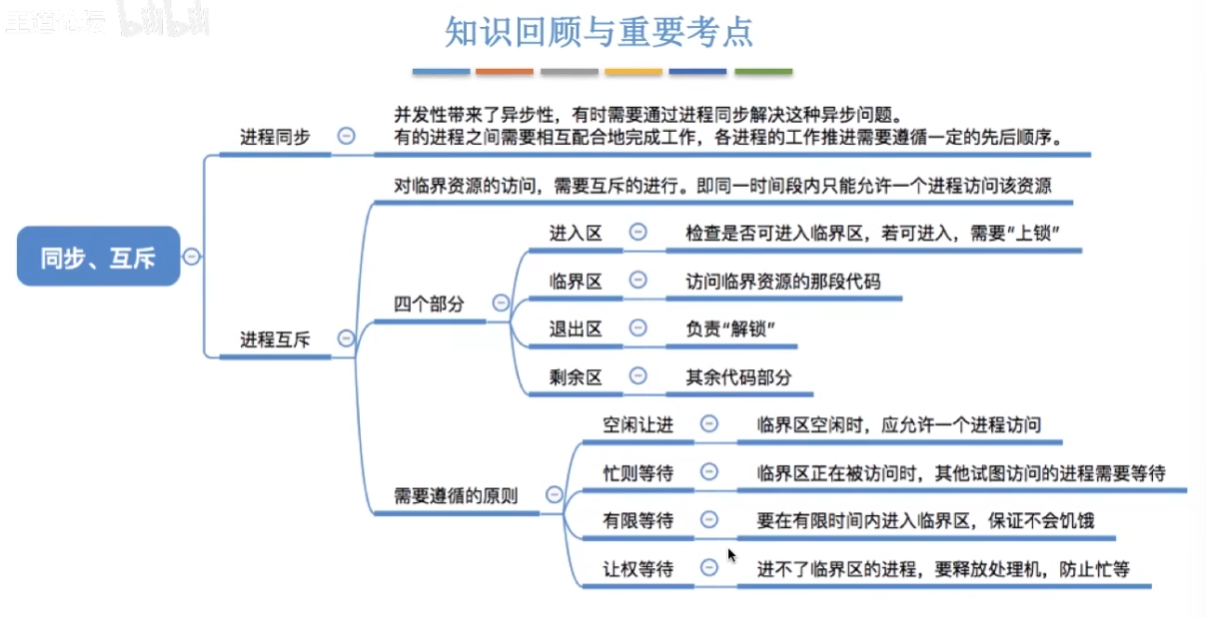 王道论坛 bilibili
知识回顾与重要考点
并发性带来了异步性，有时需要通过进程同步解决这种异步问题。
进程同步
有的进程之间需要相互配合地完成工作，各进程的工作推进需要遵循一定的先后顺序。
对临界资源的访问，需要互斥的进行。即同一时间段内只能允许一个进程访问该资源
同步、互斥
进程互斥
四个部分
进入区
检查是否可进入临界区，若可进入，需要“上锁”
临界区
访问临界资源的那段代码
退出区
负责“解锁”
剩余区
其余代码部分
需要遵循的原则
空闲让进
临界区空闲时，应允许一个进程访问
忙则等待
临界区正在被访问时，其他试图访问的进程需要等待
有限等待
要在有限时间内进入临界区，保证不会饥饿
让权等待
进不了临界区的进程，要释放处理机，防止忙等